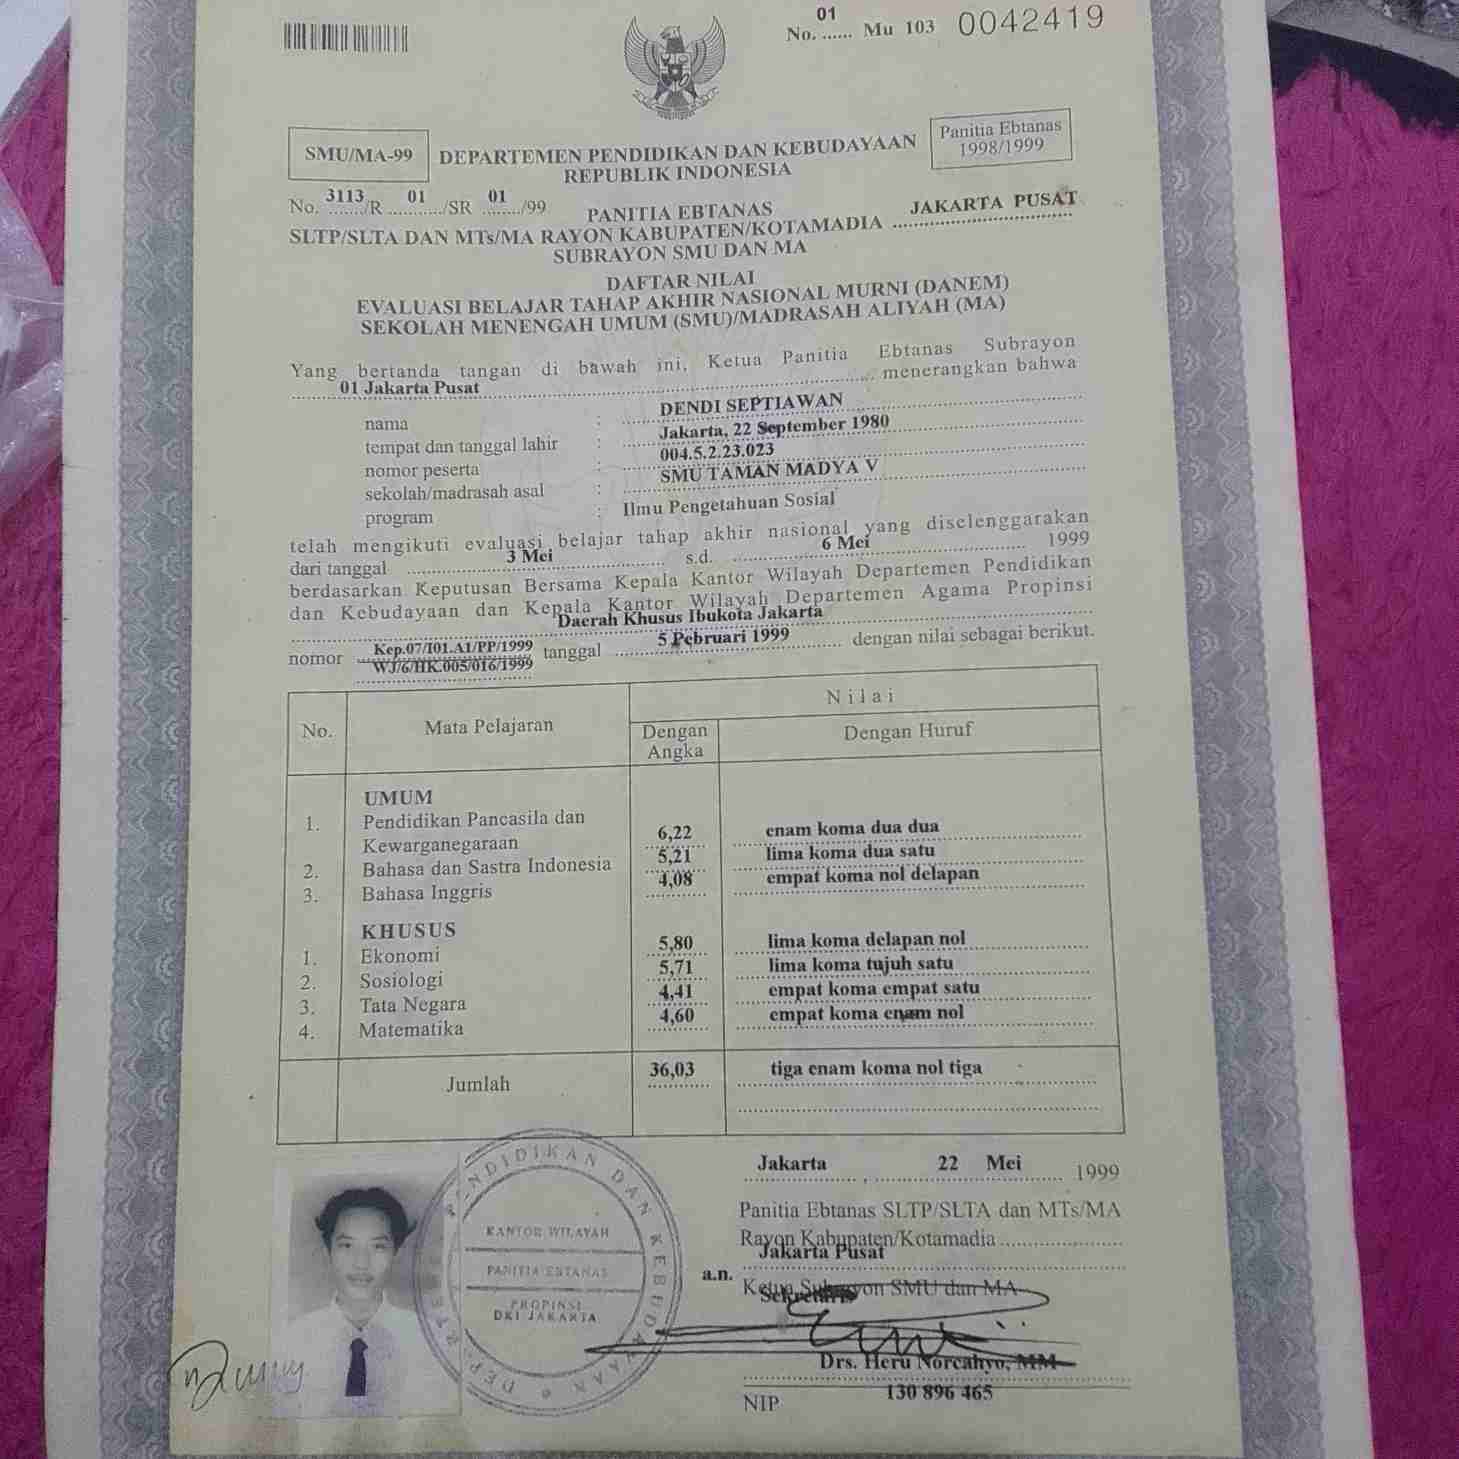 01
No. ...... Mu 103 0042419
SMU/MA-99
DEPARTEMEN PENDIDIKAN DAN KEBUDAYAAN
REPUBLIK INDONESIA
Panitia Ebtanas
1998/1999
No. 3113/R 01/SR 01/99
PANITIA EBTANAS
SLTP/SLTA DAN MTs/MA RAYON KABUPATEN/KOTAMADIA JAKARTA PUSAT
SUBRAYON SMU DAN MA
DAFTAR NILAI
EVALUASI BELAJAR TAHAP AKHIR NASIONAL MURNI (DANEM)
SEKOLAH MENENGAH UMUM (SMU)/MADRASAH ALIYAH (MA)
Yang bertanda tangan di bawah ini, Ketua Panitia Ebtanas Subrayon
01 Jakarta Pusat menerangkan bahwa
nama : DENDI SEPTIAWAN
tempat dan tanggal lahir : Jakarta, 22 September 1980
nomor peserta : 004.5.2.23.023
sekolah/madrasah asal : SMU TAMAN MADYA V
program : Ilmu Pengetahuan Sosial
telah mengikuti evaluasi belajar tahap akhir nasional yang diselenggarakan
dari tanggal 3 Mei s.d. 6 Mei 1999
berdasarkan Keputusan Bersama Kepala Kantor Wilayah Departemen Pendidikan
dan Kebudayaan dan Kepala Kantor Wilayah Departemen Agama Propinsi
Daerah Khusus Ibukota Jakarta
nomor Kep.07/I01.A1/PP/1999 tanggal 5 Pebruari 1999 dengan nilai sebagai berikut.
WJ/6/HK.005/016/1999
No. Mata Pelajaran Nilai
Dengan Angka Dengan Huruf
UMUM
1. Pendidikan Pancasila dan
Kewarganegaraan 6,22 enam koma dua dua
2. Bahasa dan Sastra Indonesia 5,21 lima koma dua satu
3. Bahasa Inggris 4,08 empat koma nol delapan
KHUSUS
1. Ekonomi 5,80 lima koma delapan nol
2. Sosiologi 5,71 lima koma tujuh satu
3. Tata Negara 4,41 empat koma empat satu
4. Matematika 4,60 empat koma enam nol
Jumlah 36,03 tiga enam koma nol tiga
Jakarta, 22 Mei 1999
Panitia Ebtanas SLTP/SLTA dan MTs/MA
Rayon Kabupaten/Kotamadia
Jakarta Pusat
a.n. Ketua Subrayon SMU dan MA
Sekretaris
Drs. Heru Norcahyo, MM
NIP 130 896 465
DEPARTEMEN PENDIDIKAN DAN KEBUDAYAAN
KANTOR WILAYAH
PANITIA EBTANAS
PROPINSI
DKI JAKARTA